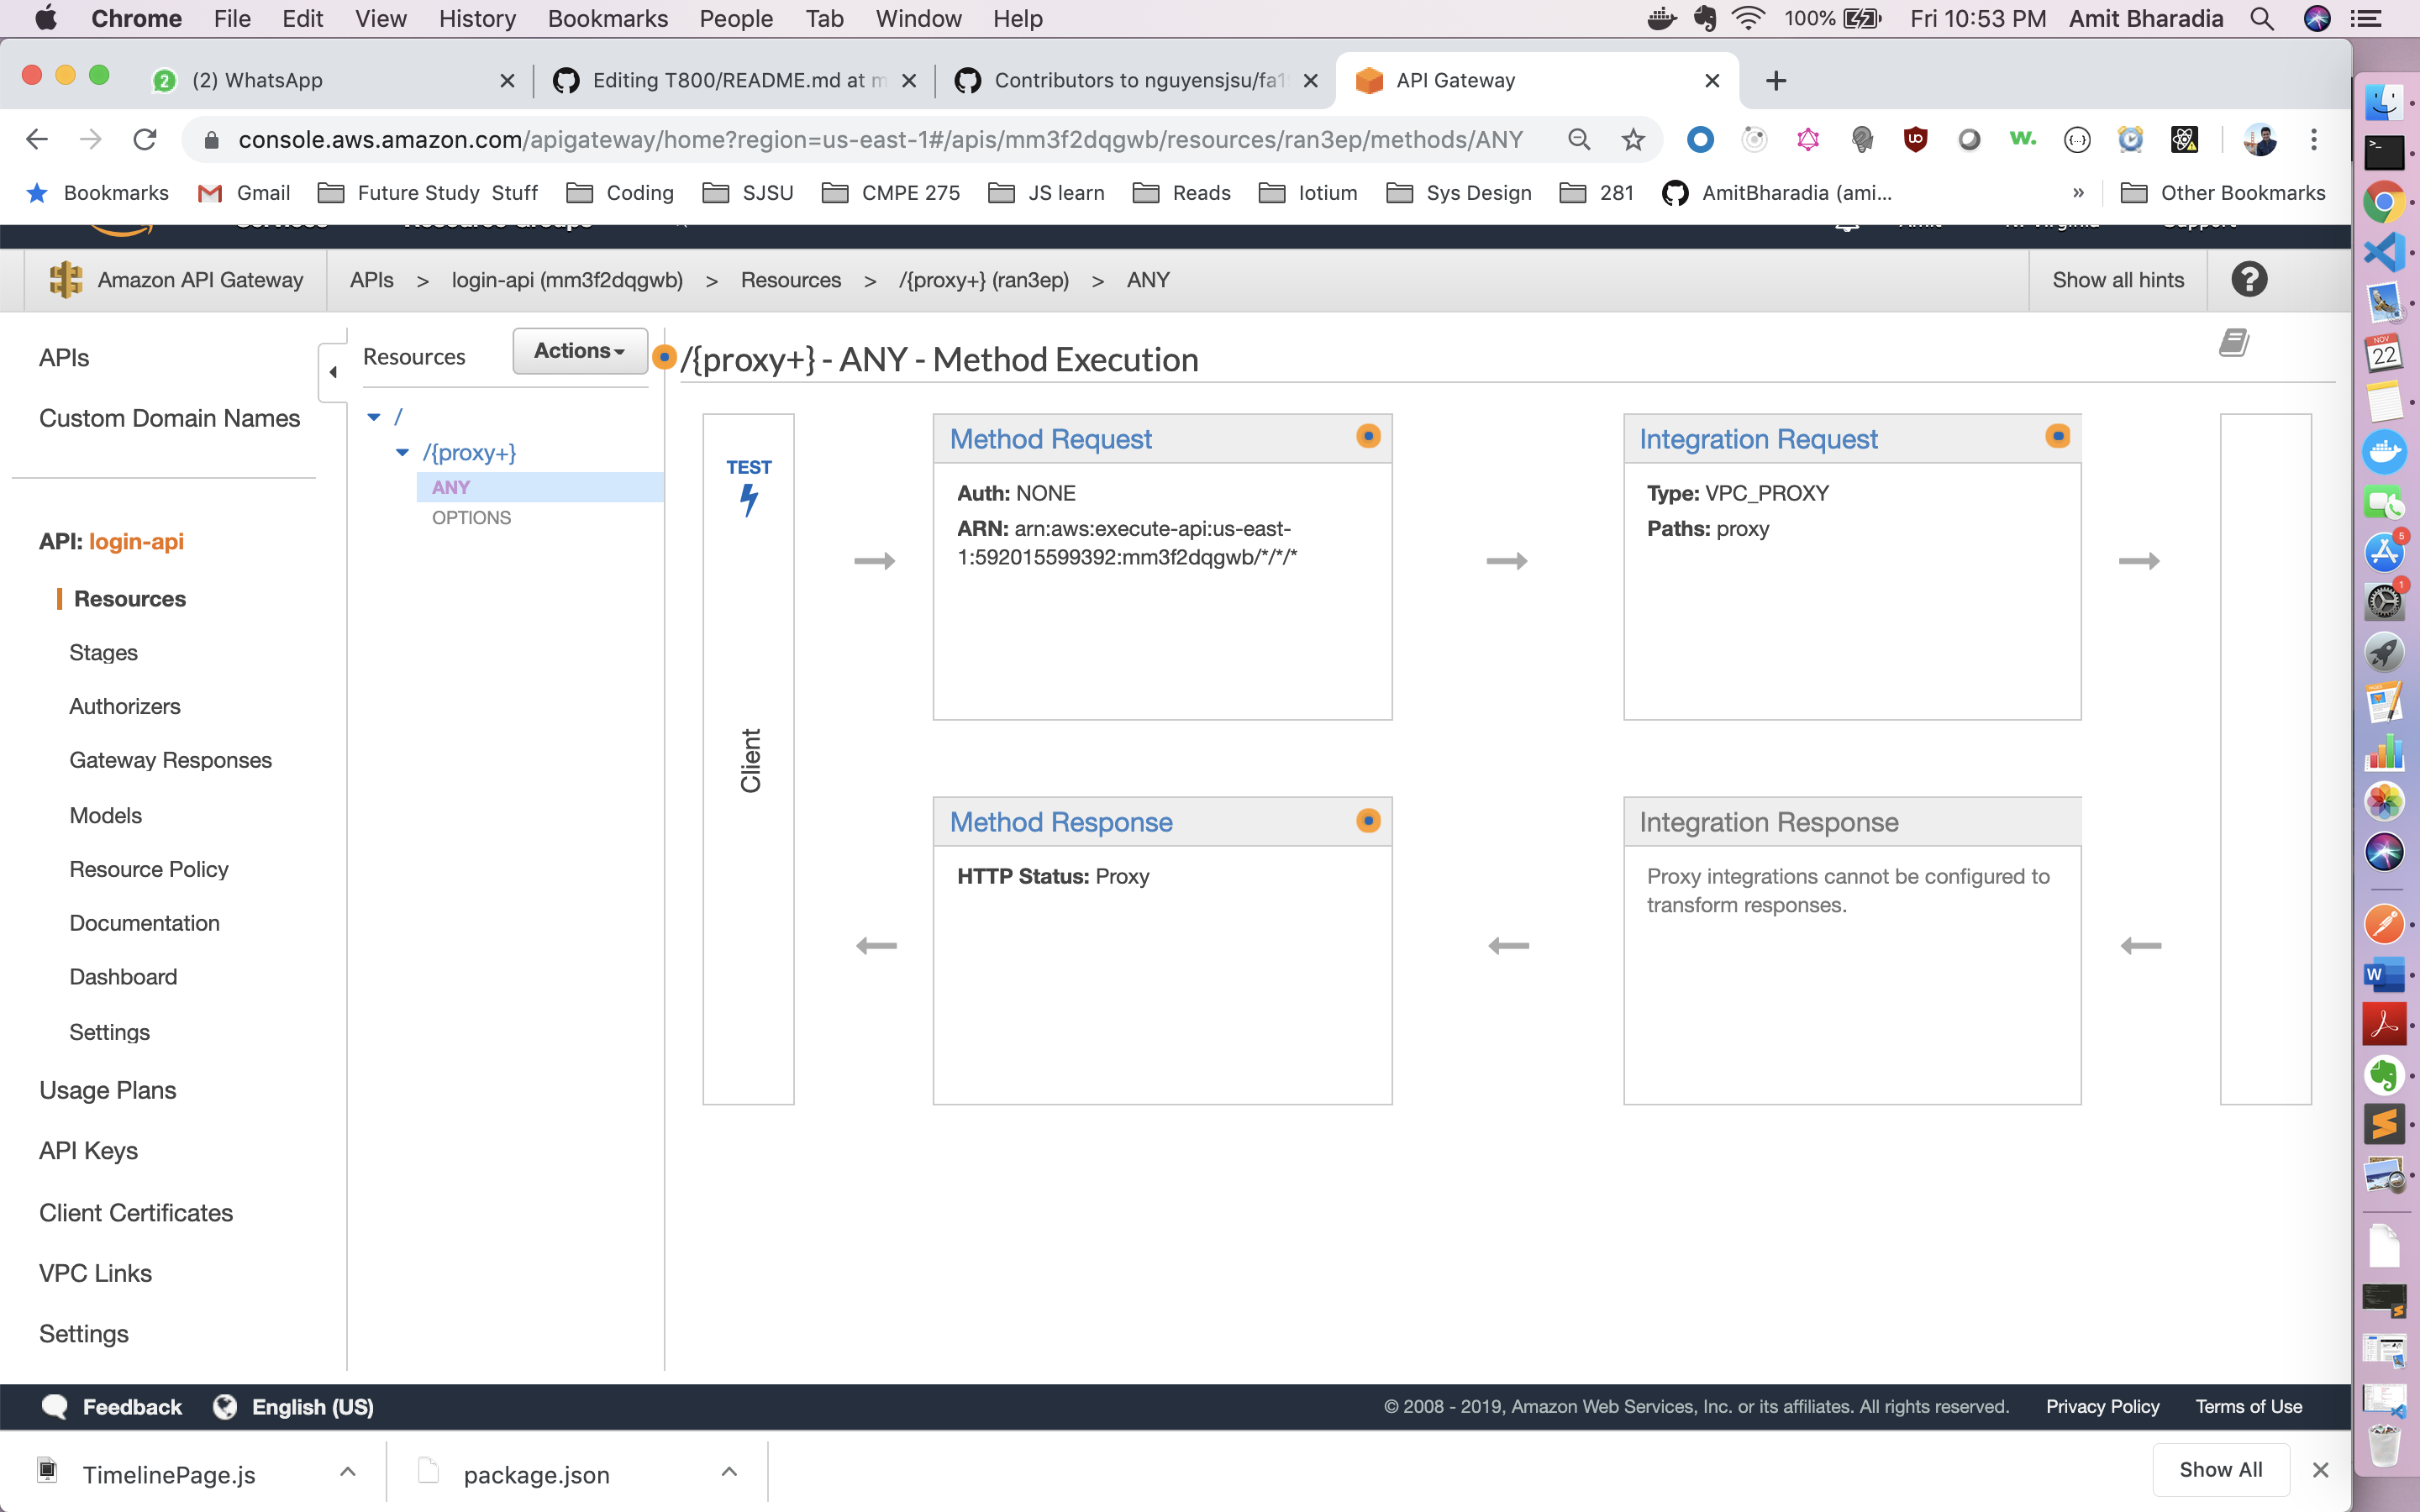 Chrome File Edit View History Bookmarks People Tab Window Help 100% Fri 10:53 PM Amit Bharadia
2 (2) WhatsApp
Editing T800/README.md at m
Contributors to nguyensjsu/fa1
API Gateway
console.aws.amazon.com/apigateway/home?region=us-east-1#/apis/mm3f2dqgwb/resources/ran3ep/methods/ANY
Bookmarks Gmail Future Study Stuff Coding SJSU CMPE 275 JS learn Reads Iotium Sys Design 281 AmitBharadia (ami... » Other Bookmarks
Amazon API Gateway APIs > login-api (mm3f2dqgwb) > Resources > /{proxy+} (ran3ep) > ANY Show all hints ?
APIs
Custom Domain Names
API: login-api
Resources
Stages
Authorizers
Gateway Responses
Models
Resource Policy
Documentation
Dashboard
Settings
Usage Plans
API Keys
Client Certificates
VPC Links
Settings
Resources Actions
/
/{proxy+}
ANY
OPTIONS
/{proxy+} - ANY - Method Execution
TEST
Client
Method Request
Auth: NONE
ARN: arn:aws:execute-api:us-east-
1:592015599392:mm3f2dqgwb/*/*/*
Integration Request
Type: VPC_PROXY
Paths: proxy
Method Response
HTTP Status: Proxy
Integration Response
Proxy integrations cannot be configured to
transform responses.
Feedback English (US) © 2008 - 2019, Amazon Web Services, Inc. or its affiliates. All rights reserved. Privacy Policy Terms of Use
TimelinePage.js package.json Show All
NOV
22
5
1
W